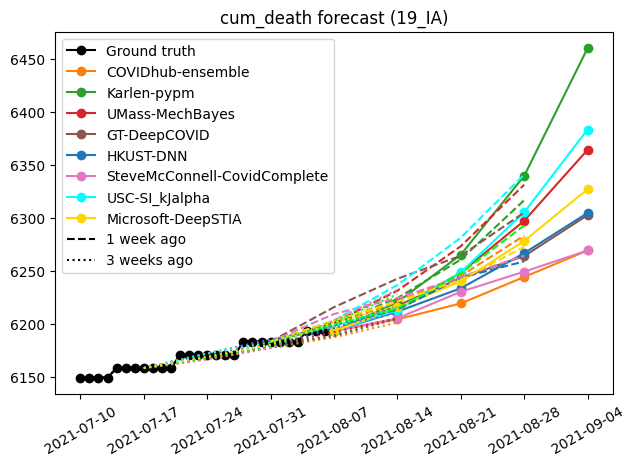 cum_death forecast (19_IA)
6450
6400
6350
6300
6250
6200
6150
Ground truth
COVIDhub-ensemble
Karlen-pypm
UMass-MechBayes
GT-DeepCOVID
HKUST-DNN
SteveMcConnell-CovidComplete
USC-SI_kJalpha
Microsoft-DeepSTIA
1 week ago
3 weeks ago
2021-07-10
2021-07-17
2021-07-24
2021-07-31
2021-08-07
2021-08-14
2021-08-21
2021-08-28
2021-09-04